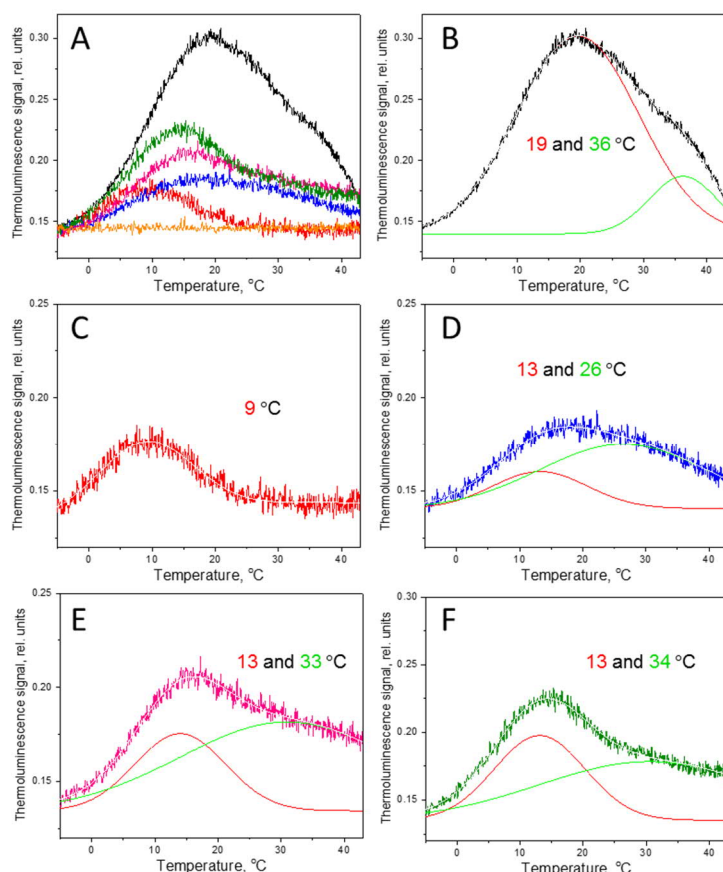 A
Thermoluminescence signal, rel. units
0.30
0.25
0.20
0.15
0 10 20 30 40
Temperature, °C
B
Thermoluminescence signal, rel. units
0.30
0.25
0.20
0.15
19 and 36 °C
0 10 20 30 40
Temperature, °C
C
Thermoluminescence signal, rel. units
0.25
0.20
0.15
9 °C
0 10 20 30 40
Temperature, °C
D
Thermoluminescence signal, rel. units
0.25
0.20
0.15
13 and 26 °C
0 10 20 30 40
Temperature, °C
E
Thermoluminescence signal, rel. units
0.25
0.20
0.15
13 and 33 °C
0 10 20 30 40
Temperature, °C
F
Thermoluminescence signal, rel. units
0.30
0.25
0.20
0.15
13 and 34 °C
0 10 20 30 40
Temperature, °C